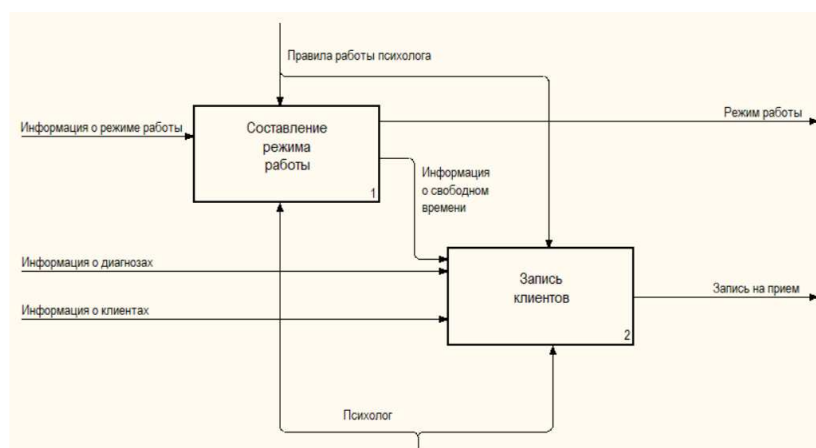 Правила работы психолога
Режим работы
Информация о режиме работы
Составление
режима
работы
1
Информация
о свободном
времени
Информация о диагнозах
Запись
клиентов
2
Запись на прием
Информация о клиентах
Психолог